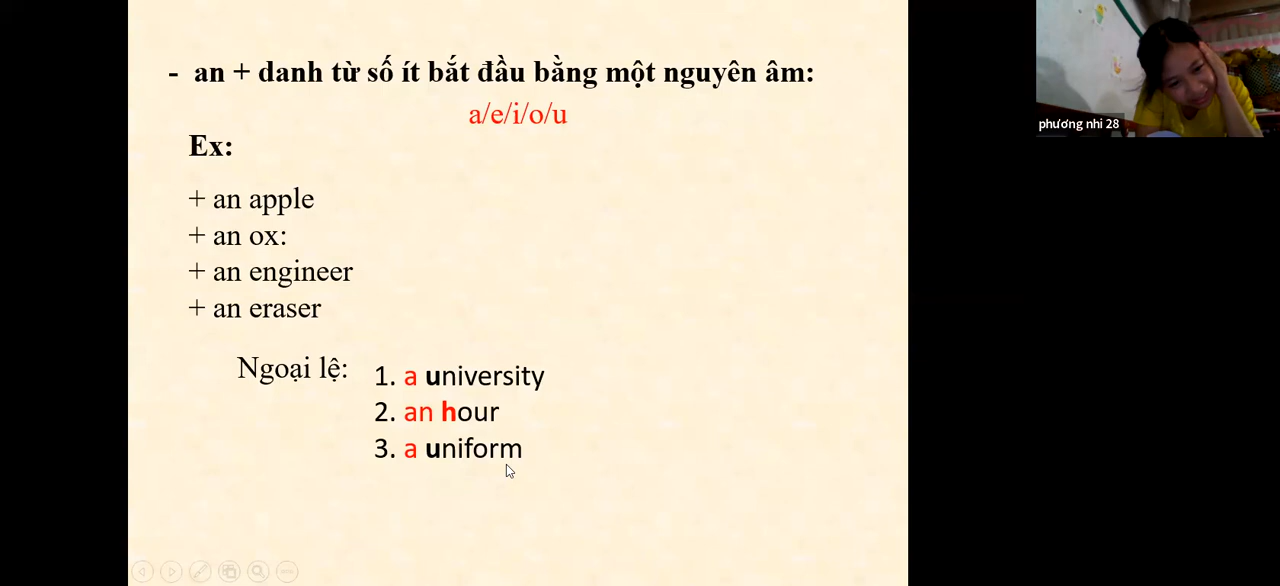 - an + danh từ số ít bắt đầu bằng một nguyên âm:
a/e/i/o/u
Ex:
+ an apple
+ an ox:
+ an engineer
+ an eraser
Ngoại lệ:
1. a university
2. an hour
3. a uniform
phương nhi 28